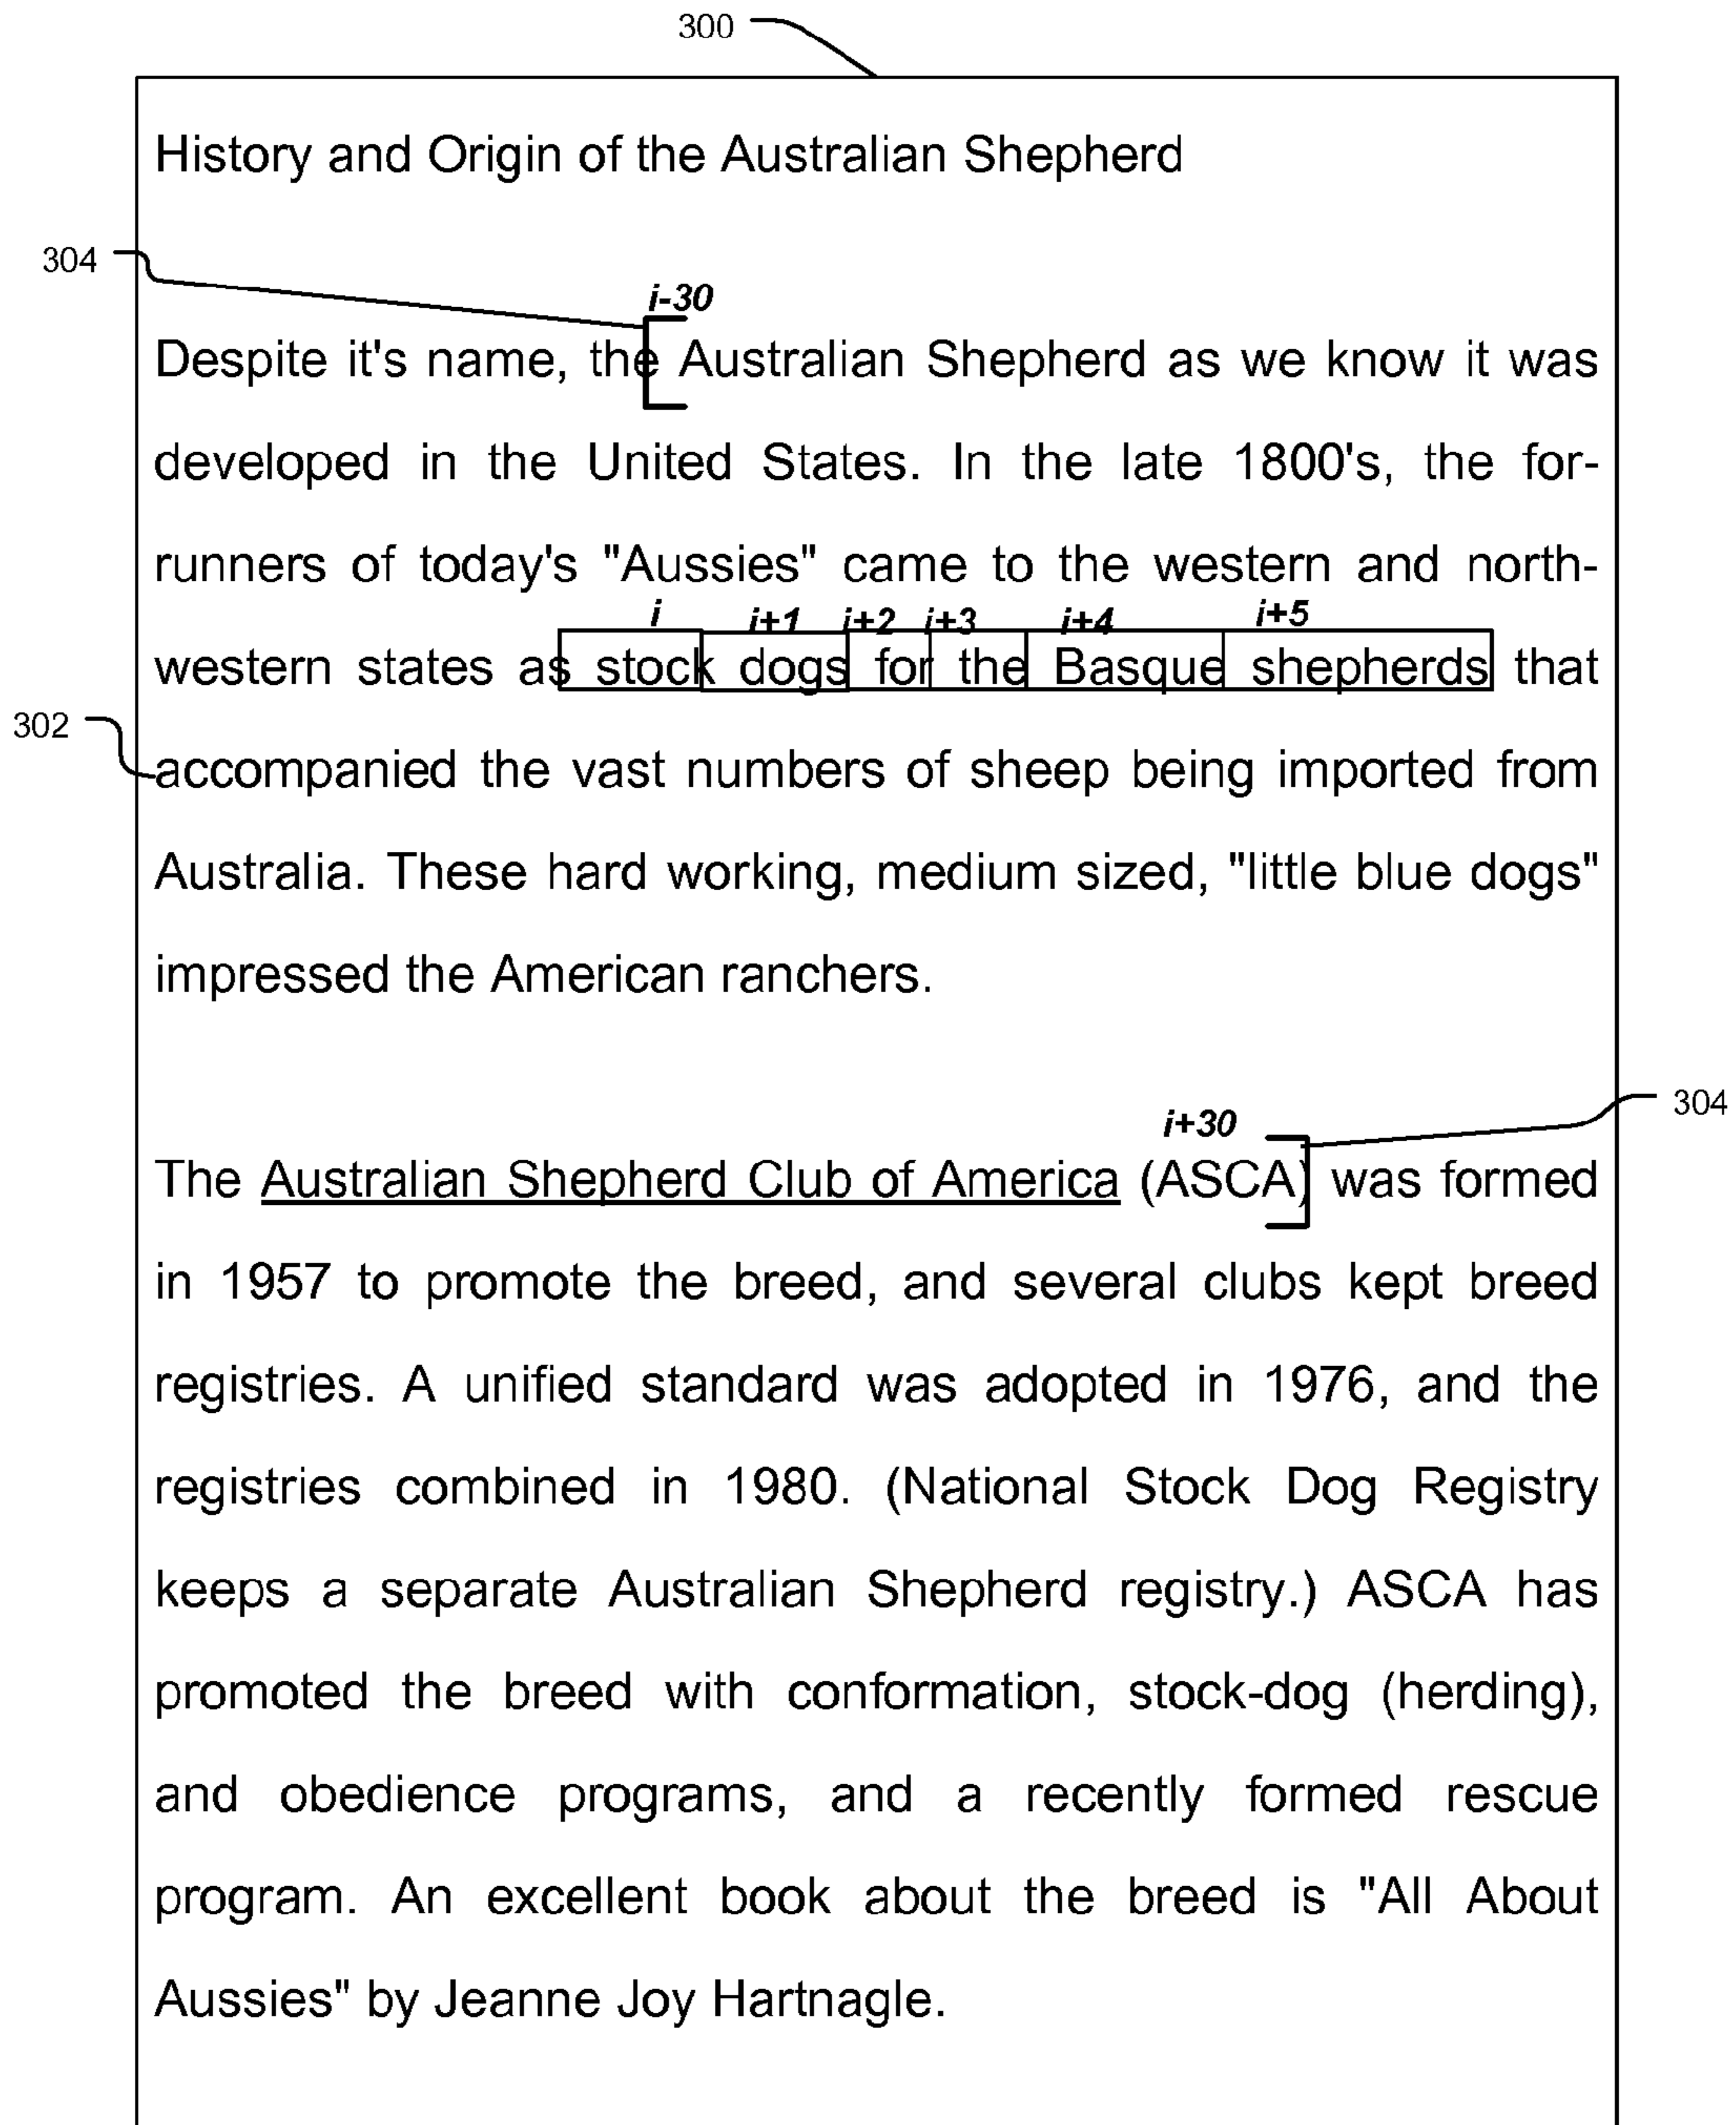 300
History and Origin of the Australian Shepherd
304
i-30
Despite it's name, the Australian Shepherd as we know it was
developed in the United States. In the late 1800's, the for-
runners of today's "Aussies" came to the western and north-
i i+1 i+2 i+3 i+4 i+5
western states as stock dogs for the Basque shepherds that
302
accompanied the vast numbers of sheep being imported from
Australia. These hard working, medium sized, "little blue dogs"
impressed the American ranchers.
i+30
304
The Australian Shepherd Club of America (ASCA) was formed
in 1957 to promote the breed, and several clubs kept breed
registries. A unified standard was adopted in 1976, and the
registries combined in 1980. (National Stock Dog Registry
keeps a separate Australian Shepherd registry.) ASCA has
promoted the breed with conformation, stock-dog (herding),
and obedience programs, and a recently formed rescue
program. An excellent book about the breed is "All About
Aussies" by Jeanne Joy Hartnagle.